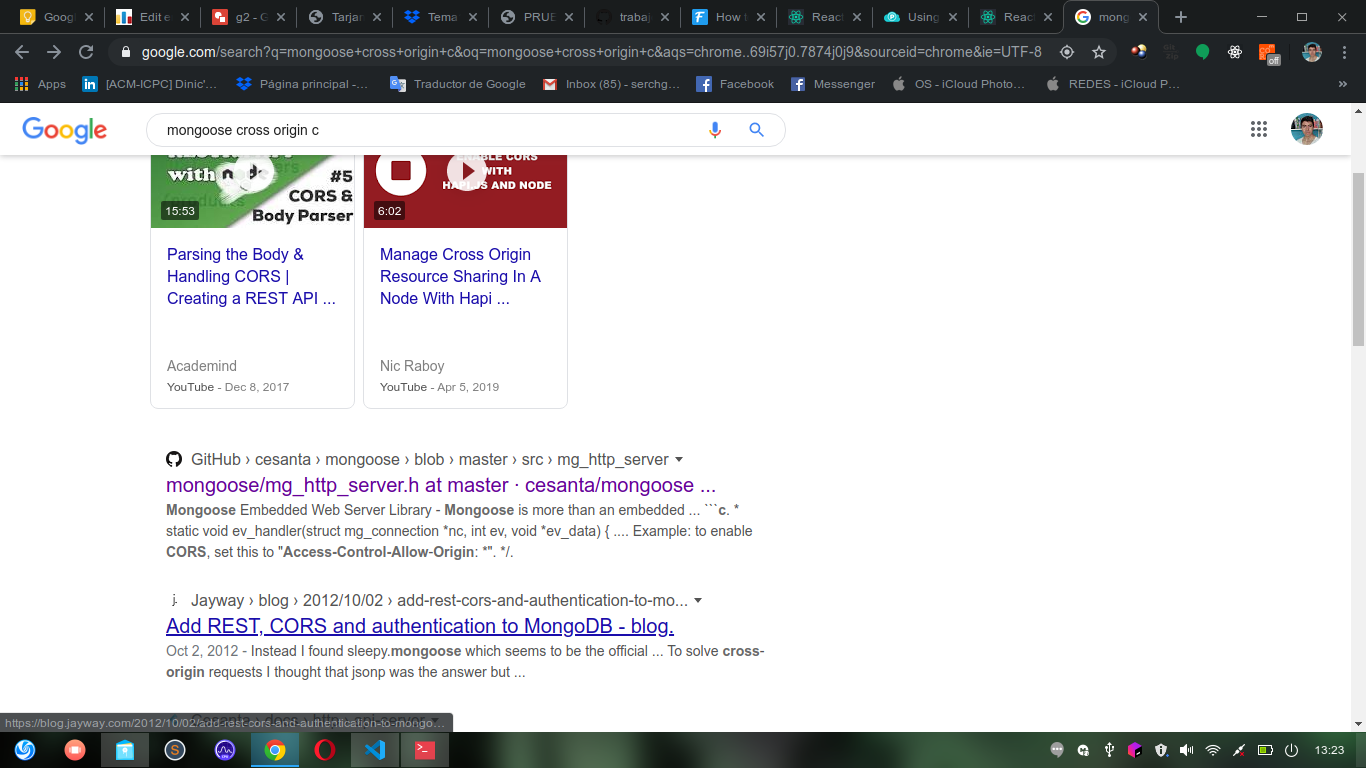 Googl
Edit e
g2 - G
Tarjan
Tema
PRUE
trabaj
How t
React
Using
React
mong
google.com/search?q=mongoose+cross+origin+c&oq=mongoose+cross+origin+c&aqs=chrome..69i57j0.7874j0j9&sourceid=chrome&ie=UTF-8
off
Apps
[ACM-ICPC] Dinic'...
Página principal -...
Traductor de Google
Inbox (85) - serchg...
Facebook
Messenger
OS - iCloud Photo...
REDES - iCloud P...
»
Google
mongoose cross origin c
with node
#5
CORS &
Body Parser
15:53
ENABLE CORS
WITH
HAPIJS AND NODE
6:02
Parsing the Body &
Handling CORS |
Creating a REST API ...
Academind
YouTube - Dec 8, 2017
Manage Cross Origin
Resource Sharing In A
Node With Hapi ...
Nic Raboy
YouTube - Apr 5, 2019
GitHub › cesanta › mongoose › blob › master › src › mg_http_server
mongoose/mg_http_server.h at master · cesanta/mongoose ...
Mongoose Embedded Web Server Library - Mongoose is more than an embedded ... ```c. *
static void ev_handler(struct mg_connection *nc, int ev, void *ev_data) { .... Example: to enable
CORS, set this to "Access-Control-Allow-Origin: *". */.
j.
Jayway › blog › 2012/10/02 › add-rest-cors-and-authentication-to-mo...
Add REST, CORS and authentication to MongoDB - blog.
Oct 2, 2012 - Instead I found sleepy.mongoose which seems to be the official ... To solve cross-
origin requests I thought that jsonp was the answer but ...
https://blog.jayway.com/2012/10/02/add-rest-cors-and-authentication-to-mongo...
13:23